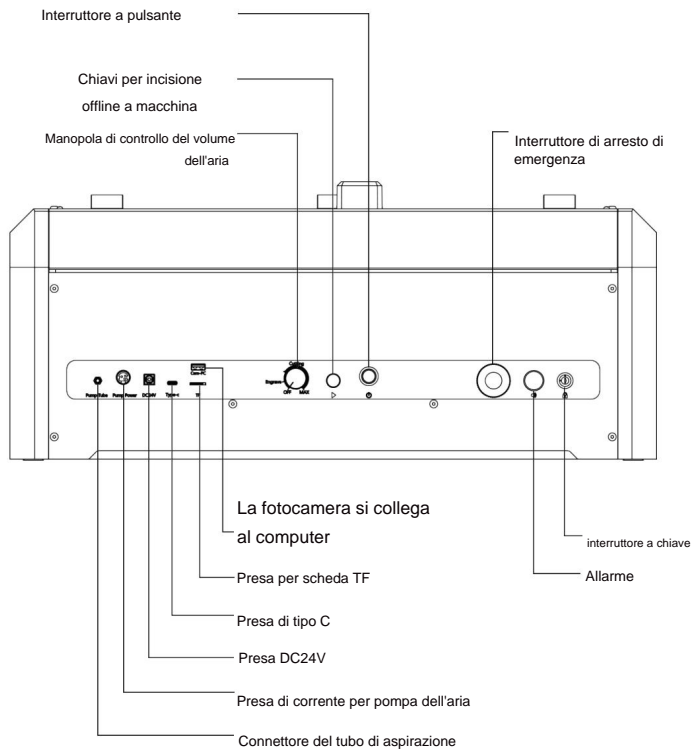 Interruttore a pulsante
Chiavi per incisione
offline a macchina
Manopola di controllo del volume
dell'aria
Interruttore di arresto di
emergenza
Cutting
Cam-PC
Engrave
OFF MAX
Pump Tube Pump Power DC24V Type-c TF
La fotocamera si collega
al computer
interruttore a chiave
Allarme
Presa per scheda TF
Presa di tipo C
Presa DC24V
Presa di corrente per pompa dell'aria
Connettore del tubo di aspirazione